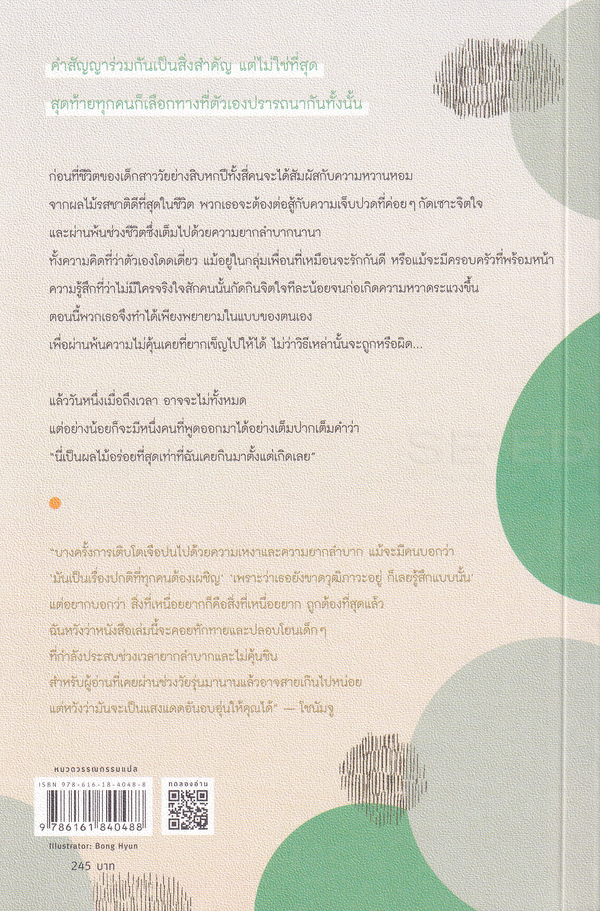 คำสัญญาร่วมกันเป็นสิ่งสำคัญ แต่ไม่ใช่ที่สุด
สุดท้ายทุกคนก็เลือกทางที่ตัวเองปรารถนากันทั้งนั้น
ก่อนที่ชีวิตของเด็กสาววัยย่างสิบหกปีทั้งสี่คนจะได้สัมผัสกับความหวานหอม
จากผลไม้รสชาติดีที่สุดในชีวิต พวกเธอจะต้องต่อสู้กับความเจ็บปวดที่ค่อยๆ กัดเซาะจิตใจ
และผ่านพ้นช่วงชีวิตซึ่งเต็มไปด้วยความยากลำบากนานา
ทั้งความคิดที่ว่าตัวเองโดดเดี่ยว แม้อยู่ในกลุ่มเพื่อนที่เหมือนจะรักกันดี หรือแม้จะมีครอบครัวที่พร้อมหน้า
ความรู้สึกที่ว่าไม่มีใครจริงใจสักคนนั้นกัดกินจิตใจทีละน้อยจนก่อเกิดความหวาดระแวงขึ้น
ตอนนี้พวกเธอจึงทำได้เพียงพยายามในแบบของตนเอง
เพื่อผ่านพ้นความไม่คุ้นเคยที่ยากเข็ญไปให้ได้ ไม่ว่าวิธีเหล่านั้นจะถูกหรือผิด...
แล้ววันหนึ่งเมื่อถึงเวลา อาจจะไม่ทั้งหมด
แต่อย่างน้อยก็จะมีหนึ่งคนที่พูดออกมาได้อย่างเต็มปากเต็มคำว่า
“นี่เป็นผลไม้อร่อยที่สุดเท่าที่ฉันเคยกินมาตั้งแต่เกิดเลย”
SE-ED
“บางครั้งการเติบโตเจือปนไปด้วยความเหงาและความยากลำบาก แม้จะมีคนบอกว่า
‘มันเป็นเรื่องปกติที่ทุกคนต้องเผชิญ’ ‘เพราะว่าเธอยังขาดวุฒิภาวะอยู่ ก็เลยรู้สึกแบบนั้น’
แต่อยากบอกว่า สิ่งที่เหนื่อยยากก็คือสิ่งที่เหนื่อยยาก ถูกต้องที่สุดแล้ว
ฉันหวังว่าหนังสือเล่มนี้จะคอยทักทายและปลอบโยนเด็กๆ
ที่กำลังประสบช่วงเวลายากลำบากและไม่คุ้นชิน
สำหรับผู้อ่านที่เคยผ่านช่วงวัยรุ่นมานานแล้วอาจสายเกินไปหน่อย
แต่หวังว่ามันจะเป็นแสงแดดอันอบอุ่นให้คุณได้” — โชนัมจู
หมวดวรรณกรรมแปล
ISBN 978-616-18-4048-8
ทดลองอ่าน
9 786161 840488
Illustrator: Bong Hyun
245 บาท